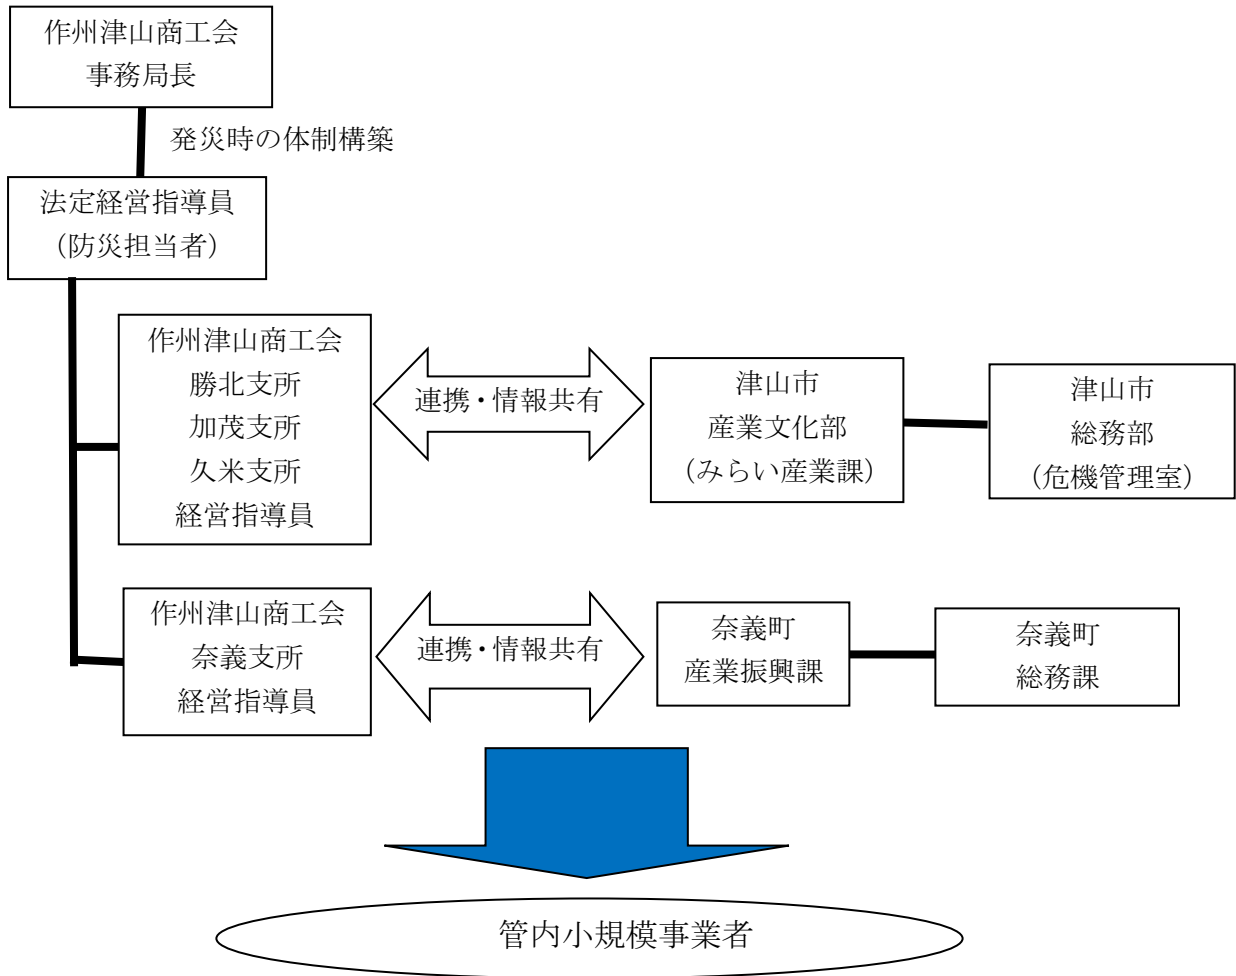 作州津山商工会
事務局長
発災時の体制構築
法定経営指導員
（防災担当者）
作州津山商工会
勝北支所
加茂支所
久米支所
経営指導員
連携・情報共有
津山市
産業文化部
（みらい産業課）
津山市
総務部
（危機管理室）
作州津山商工会
奈義支所
経営指導員
連携・情報共有
奈義町
産業振興課
奈義町
総務課
管内小規模事業者